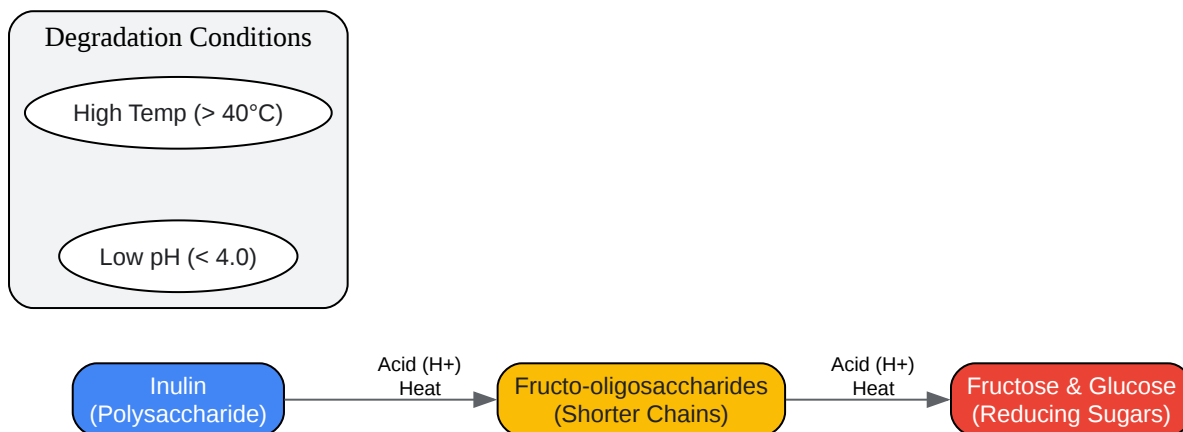 Degradation Conditions
High Temp (> 40°C)
Low pH (< 4.0)
Inulin
(Polysaccharide)
Acid (H+)
Heat
Fructo-oligosaccharides
(Shorter Chains)
Acid (H+)
Heat
Fructose & Glucose
(Reducing Sugars)